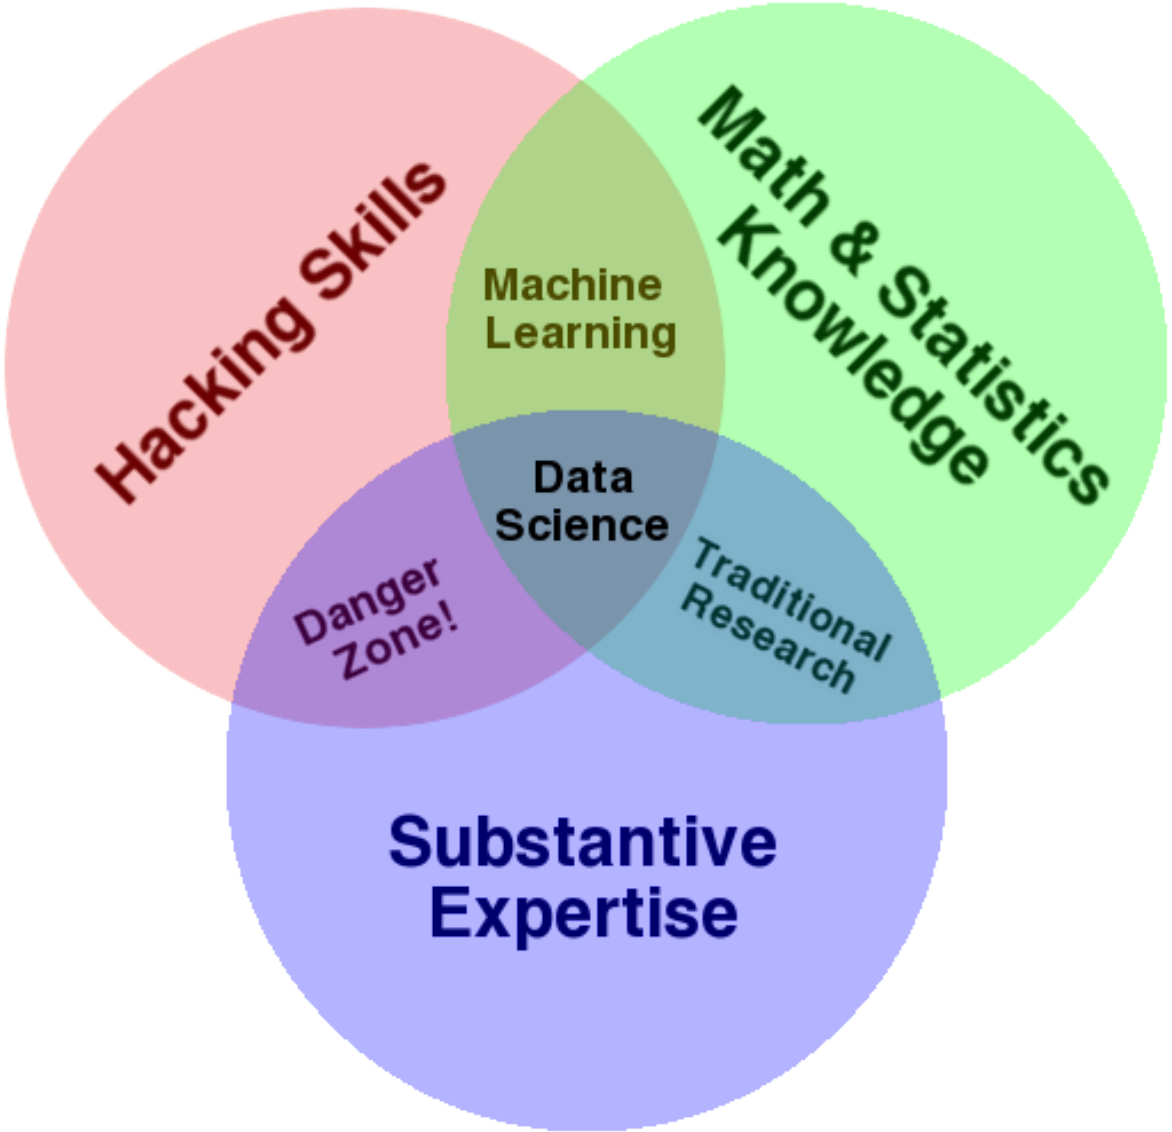 Hacking Skills
Math & Statistics
Knowledge
Machine
Learning
Data
Science
Danger
Zone!
Traditional
Research
Substantive
Expertise